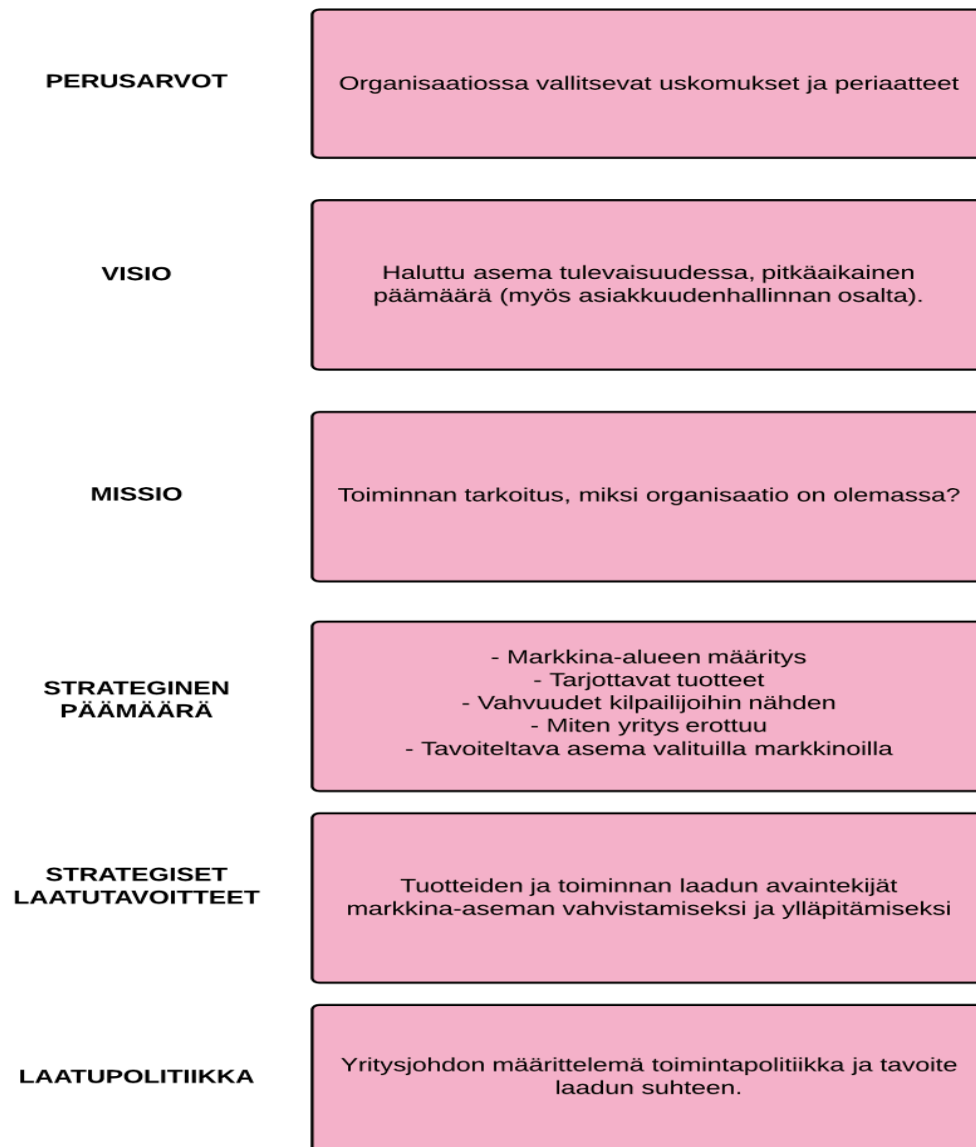 PERUSARVOT
Organisaatiossa vallitsevat uskomukset ja periaatteet
VISIO
Haluttu asema tulevaisuudessa, pitkäaikainen
päämäärä (myös asiakkuudenhallinnan osalta).
MISSIO
Toiminnan tarkoitus, miksi organisaatio on olemassa?
STRATEGINEN
PÄÄMÄÄRÄ
- Markkina-alueen määritys
- Tarjottavat tuotteet
- Vahvuudet kilpailijoihin nähden
- Miten yritys erottuu
- Tavoiteltava asema valituilla markkinoilla
STRATEGISET
LAATUTAVOITTEET
Tuotteiden ja toiminnan laadun avaintekijät
markkina-aseman vahvistamiseksi ja ylläpitämiseksi
LAATUPOLITIIKKA
Yritysjohdon määrittelemä toimintapolitiikka ja tavoite
laadun suhteen.